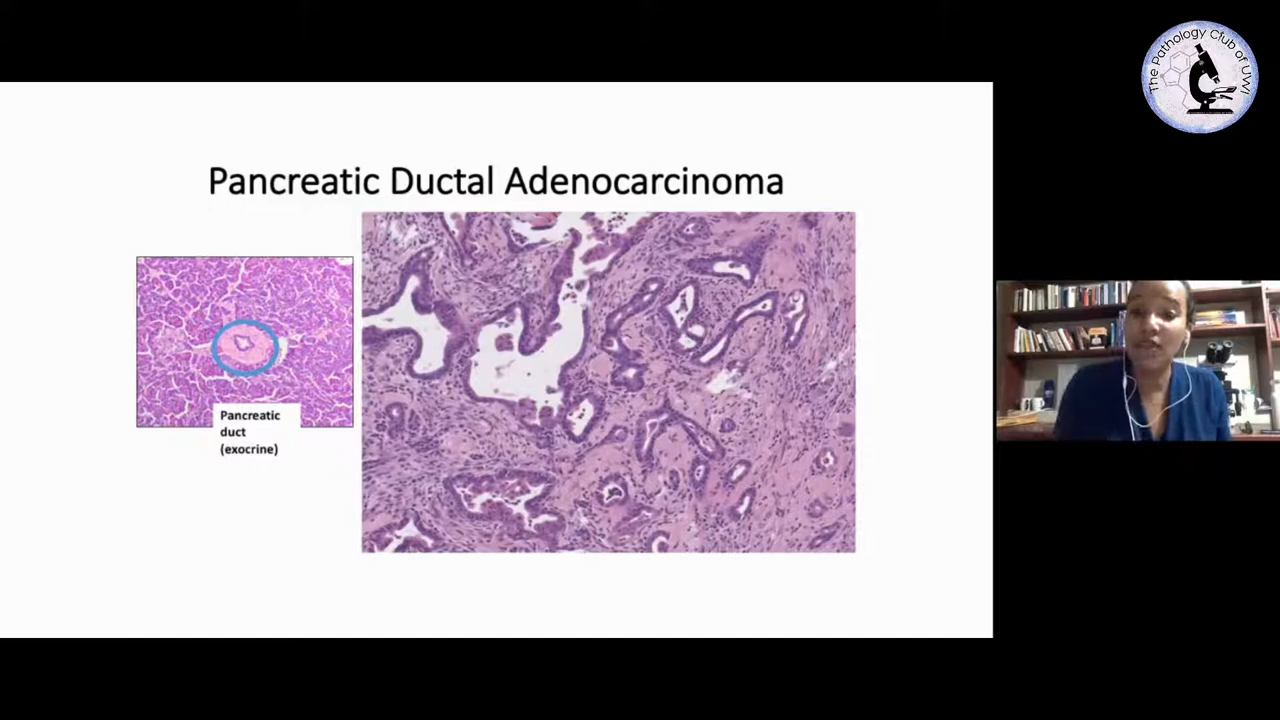 The Pathology Club of UWI
Pancreatic Ductal Adenocarcinoma
Pancreatic
duct
(exocrine)